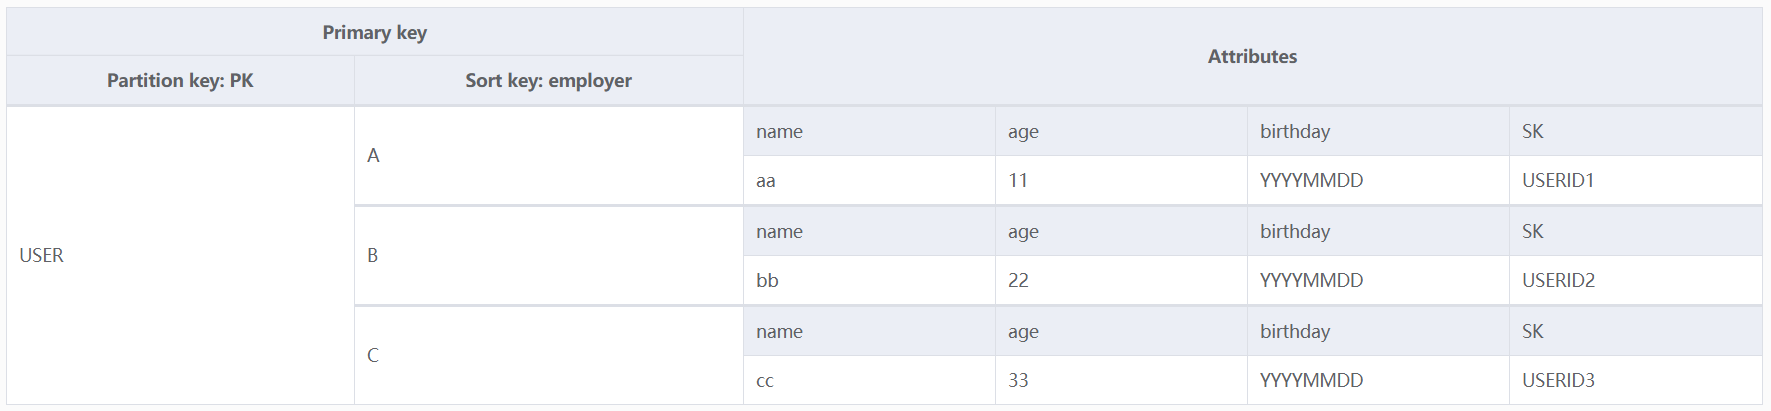 Primary key
Attributes
Partition key: PK Sort key: employer
name age birthday SK
A
aa 11 YYYYMMDD USERID1
name age birthday SK
USER B
bb 22 YYYYMMDD USERID2
name age birthday SK
C
cc 33 YYYYMMDD USERID3